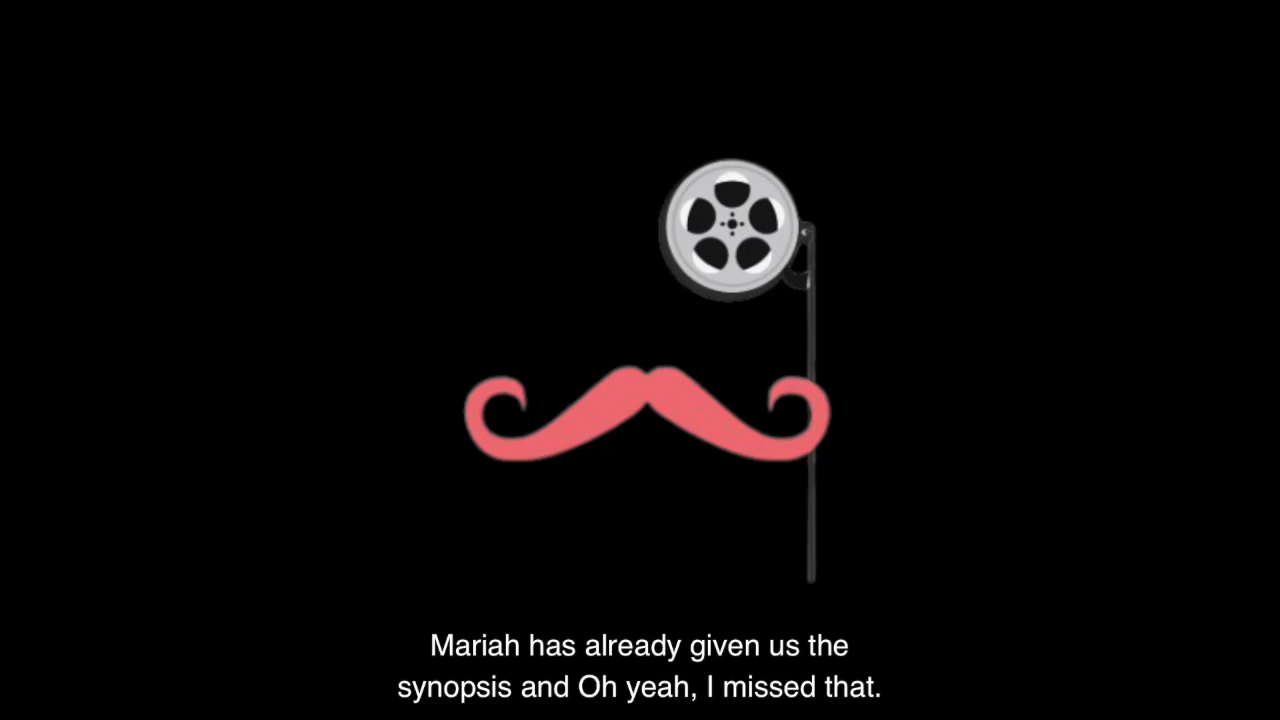 Mariah has already given us the
synopsis and Oh yeah, I missed that.